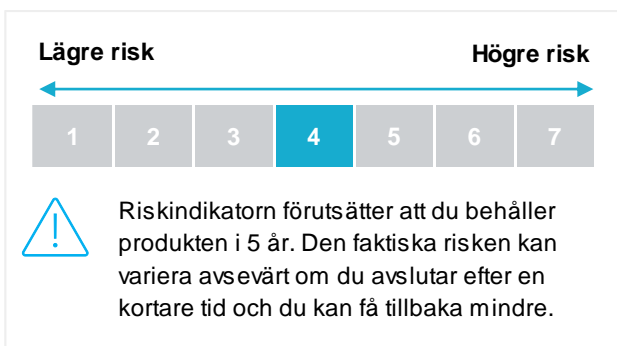 Lägre risk Högre risk
1 2 3 4 5 6 7
Riskindikatorn förutsätter att du behåller
produkten i 5 år. Den faktiska risken kan
variera avsevärt om du avslutar efter en
kortare tid och du kan få tillbaka mindre.